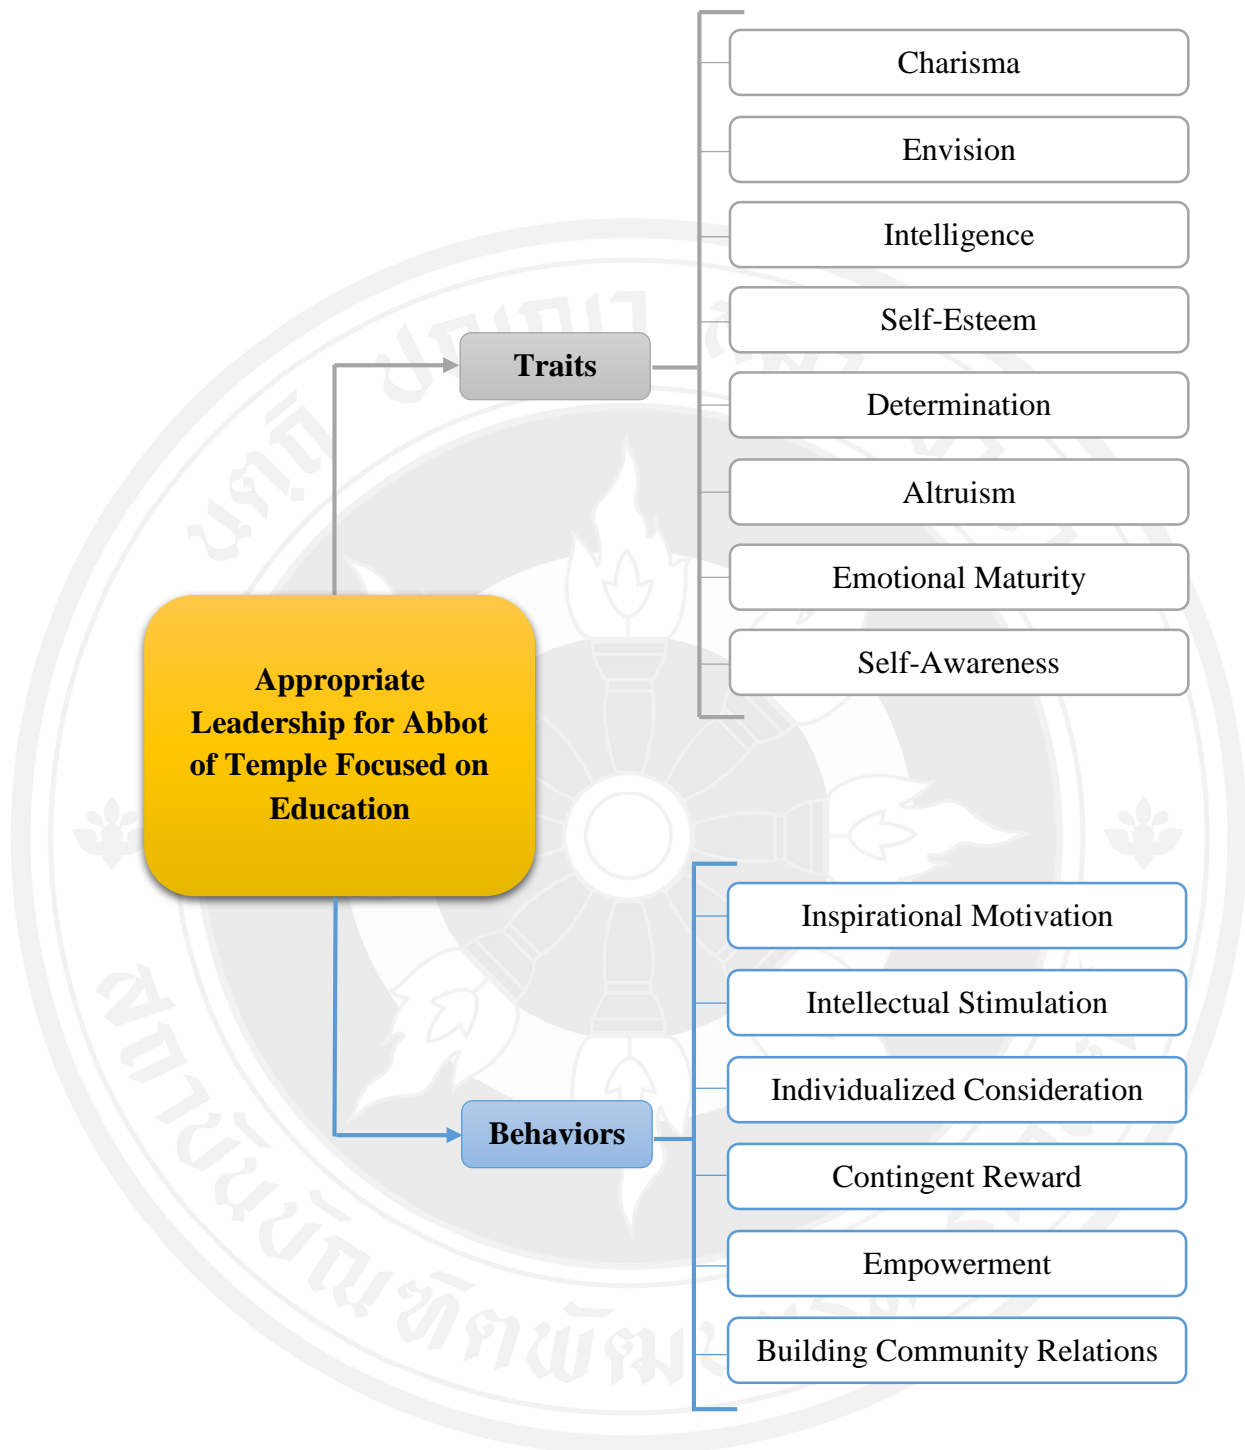 Charisma
Envision
Intelligence
Self-Esteem
Traits
Determination
Altruism
Emotional Maturity
Self-Awareness
Appropriate
Leadership for Abbot
of Temple Focused on
Education
Inspirational Motivation
Intellectual Stimulation
Individualized Consideration
Behaviors
Contingent Reward
Empowerment
Building Community Relations